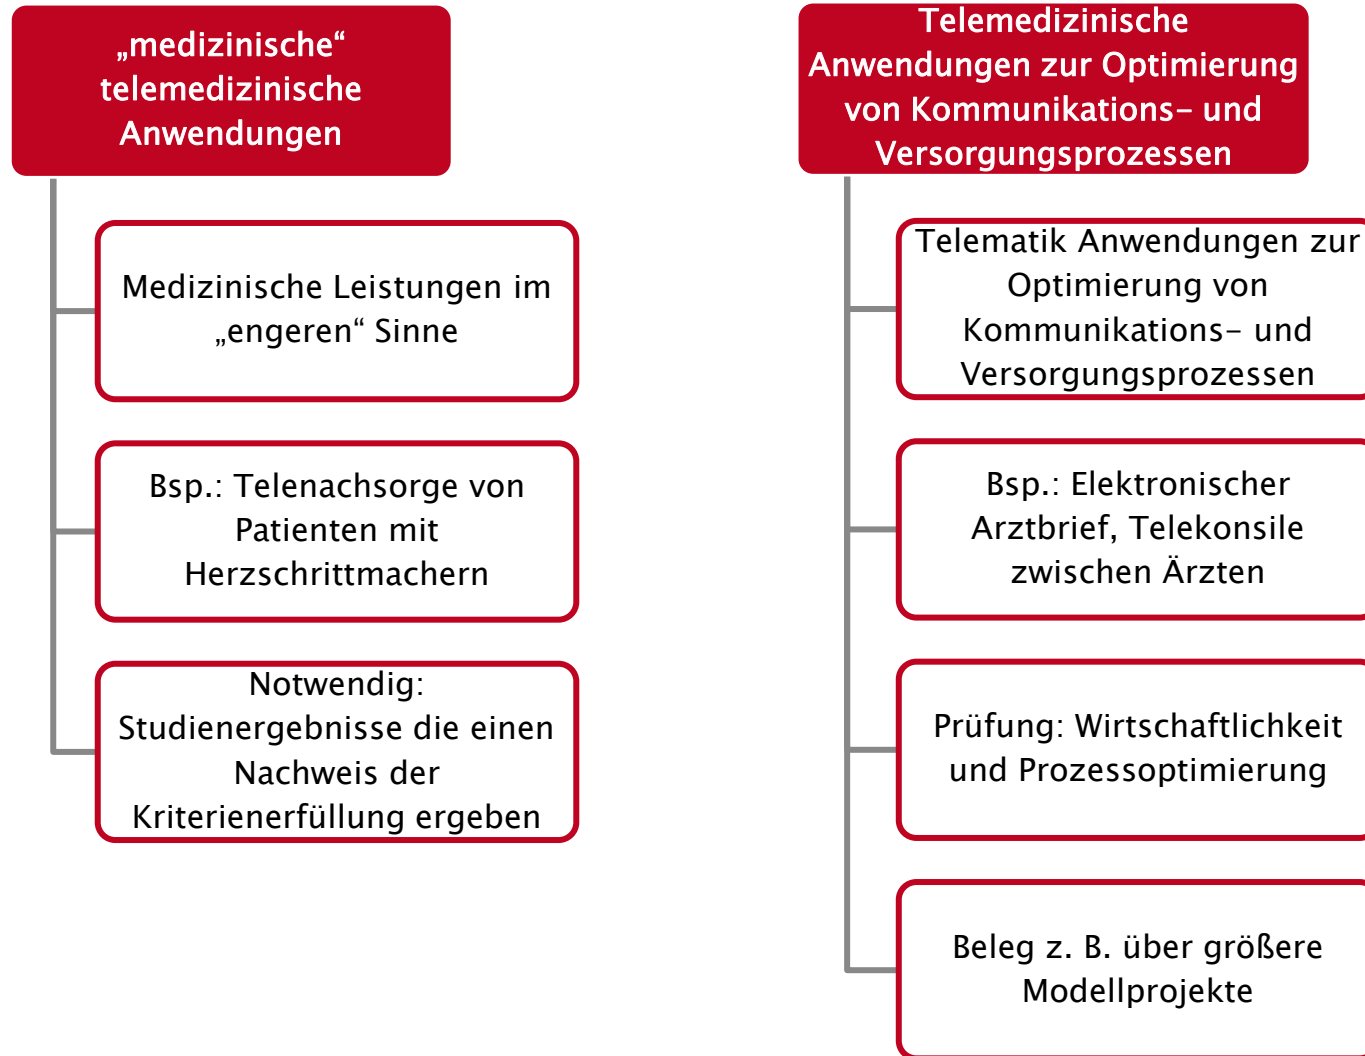 „medizinische“
telemedizinische
Anwendungen
Medizinische Leistungen im
„engeren“ Sinne
Bsp.: Telenachsorge von
Patienten mit
Herzschrittmachern
Notwendig:
Studienergebnisse die einen
Nachweis der
Kriterienerfüllung ergeben
Telemedizinische
Anwendungen zur Optimierung
von Kommunikations- und
Versorgungsprozessen
Telematik Anwendungen zur
Optimierung von
Kommunikations- und
Versorgungsprozessen
Bsp.: Elektronischer
Arztbrief, Telekonsile
zwischen Ärzten
Prüfung: Wirtschaftlichkeit
und Prozessoptimierung
Beleg z. B. über größere
Modellprojekte